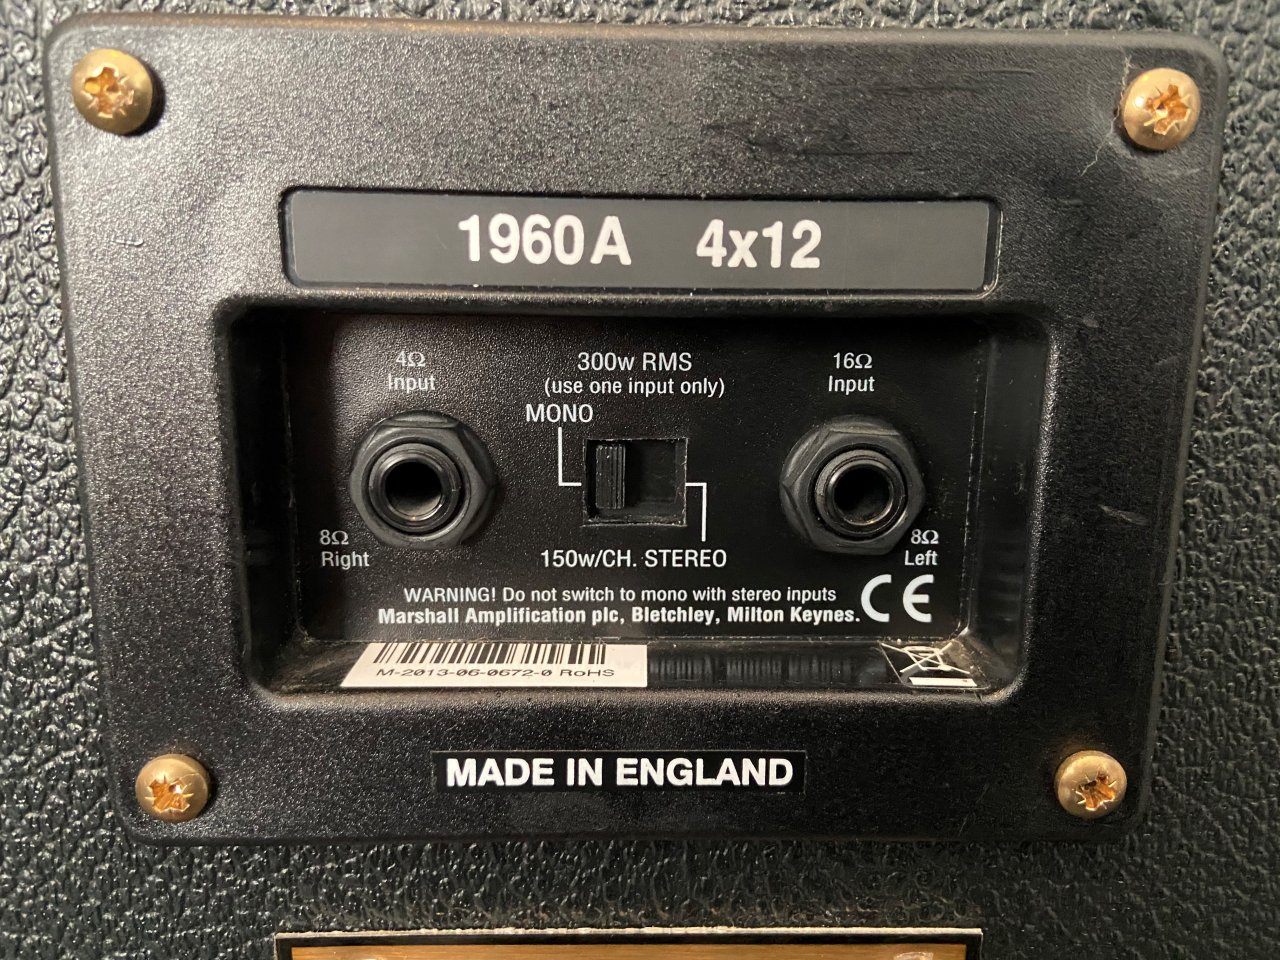 1960A 4x12
4Ω
Input
300w RMS
(use one input only)
16Ω
Input
MONO
8Ω
Right
150w/CH. STEREO
8Ω
Left
WARNING! Do not switch to mono with stereo inputs
Marshall Amplification plc, Bletchley, Milton Keynes.
CE
M-2013-06-0672-0 RoHS
MADE IN ENGLAND